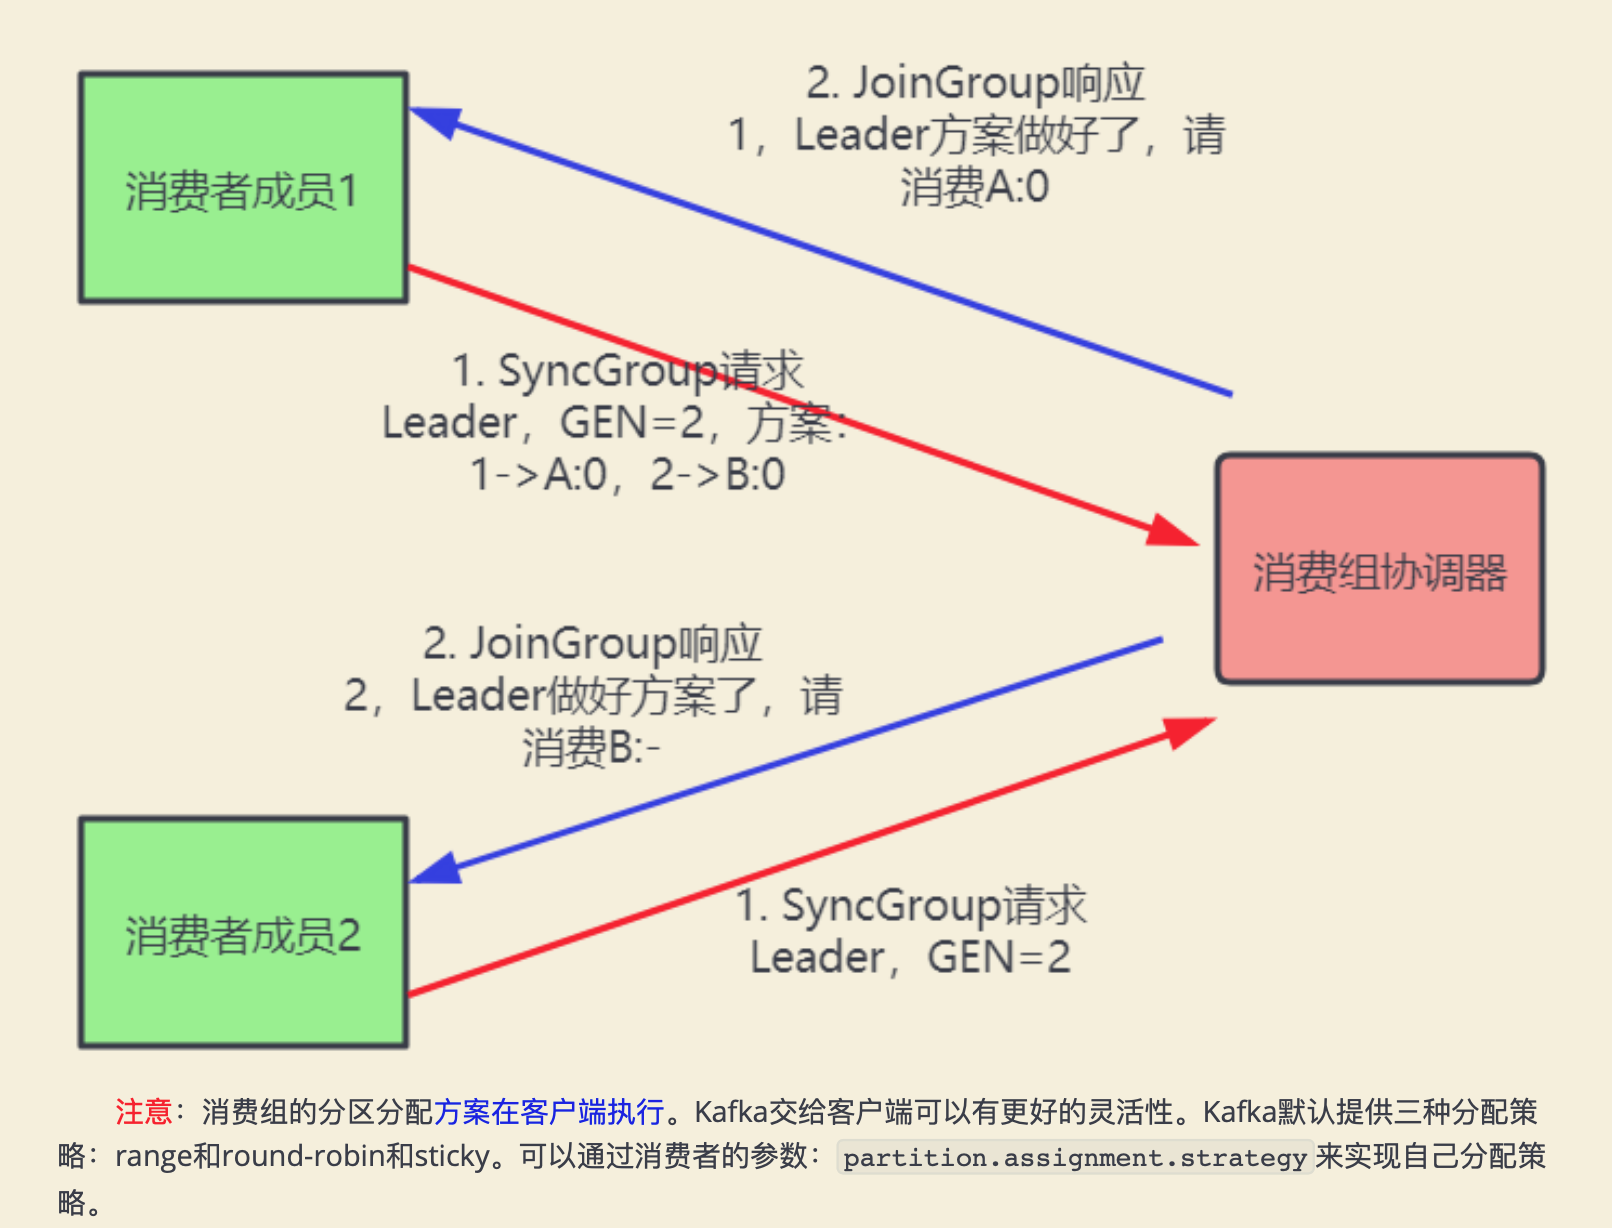 2. JoinGroup响应
1，Leader方案做好了，请
消费A:0
消费者成员1
1. SyncGroup请求
Leader，GEN=2，方案：
1->A:0，2->B:0
消费组协调器
2. JoinGroup响应
2，Leader做好方案了，请
消费B:-
消费者成员2
1. SyncGroup请求
Leader，GEN=2
注意：消费组的分区分配方案在客户端执行。Kafka交给客户端可以有更好的灵活性。Kafka默认提供三种分配策
略：range和round-robin和sticky。可以通过消费者的参数：partition.assignment.strategy来实现自己分配策
略。